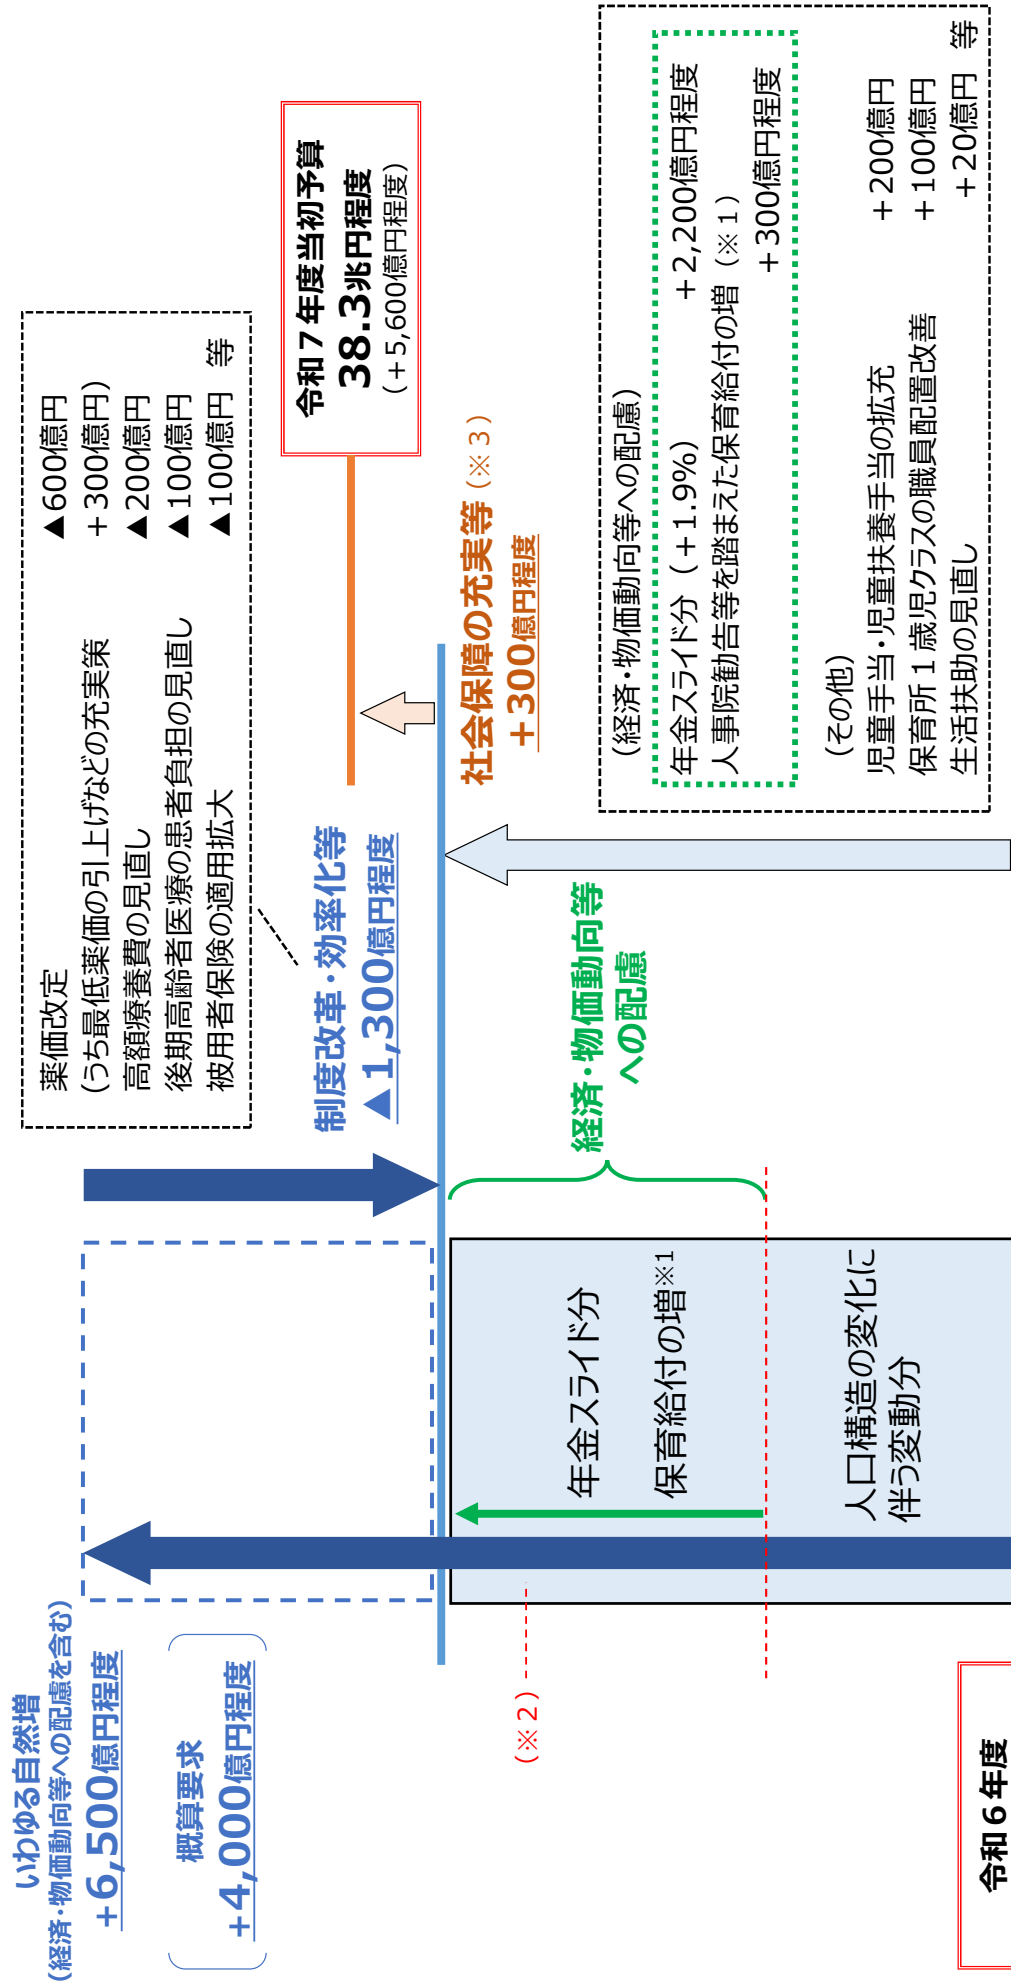 いわゆる自然増
(経済・物価動向等への配慮を含む)
+6,500億円程度
概算要求
+4,000億円程度
薬価改定 ▲600億円
(うち最低薬価の引上げなどの充実策 +300億円)
高額療養費の見直し ▲200億円
後期高齢者医療の患者負担の見直し ▲100億円
被用者保険の適用拡大 ▲100億円 等
制度改革・効率化等
▲1,300億円程度
令和7年度当初予算
38.3兆円程度
(+5,600億円程度)
社会保障の充実等(※3)
+300億円程度
経済・物価動向等
への配慮
(※2)
年金スライド分
保育給付の増※1
人口構造の変化に
伴う変動分
(経済・物価動向等への配慮)
年金スライド分(+1.9%) +2,200億円程度
人事院勧告等を踏まえた保育給付の増(※1)
+300億円程度
(その他)
児童手当・児童扶養手当の拡充 +200億円
保育所1歳児クラスの職員配置改善 +100億円
生活扶助の見直し +20億円 等
令和6年度